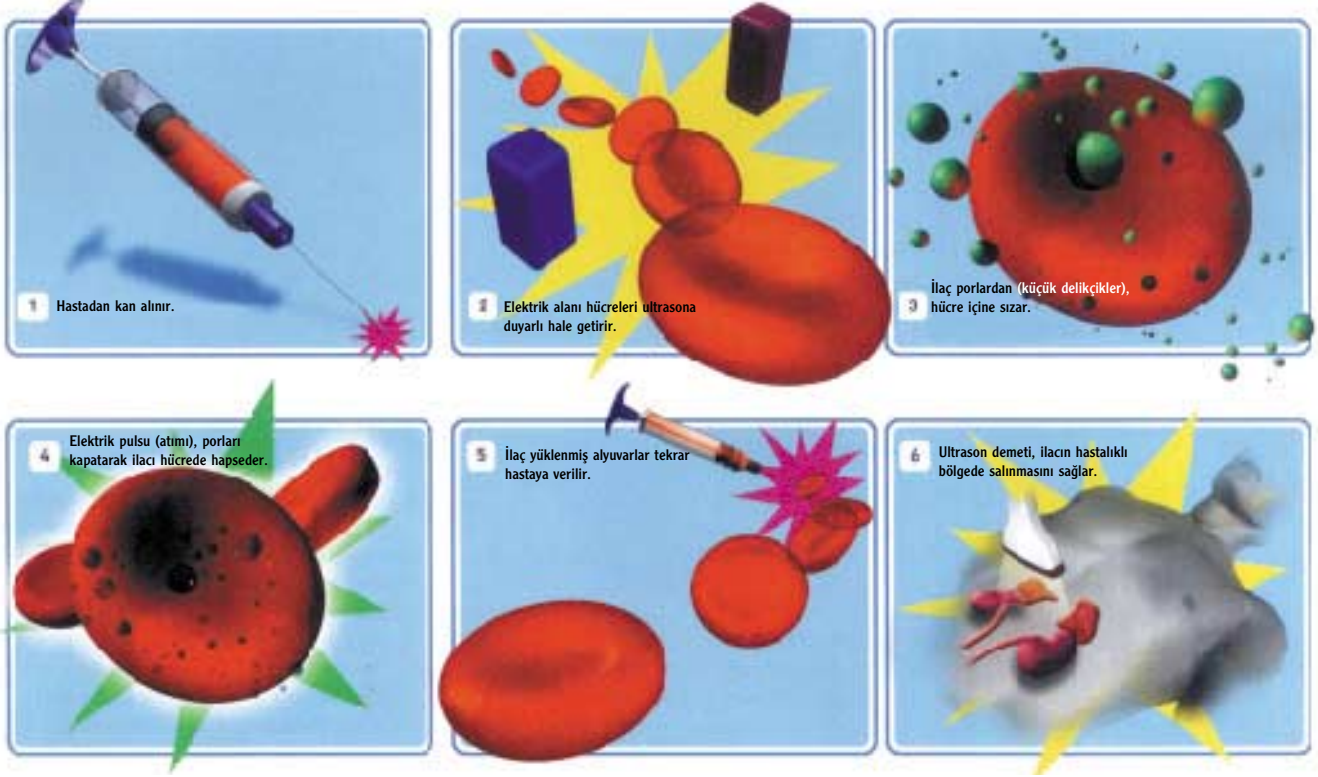 1
Hastadan kan alınır.
2
Elektrik alanı hücreleri ultrasona
duyarlı hale getirir.
3
İlaç porlardan (küçük delikçikler),
hücre içine sızar.
4
Elektrik pulsu (atımı), porları
kapatarak ilacı hücrede hapseder.
5
İlaç yüklenmiş alyuvarlar tekrar
hastaya verilir.
6
Ultrason demeti, ilacın hastalıklı
bölgede salınmasını sağlar.